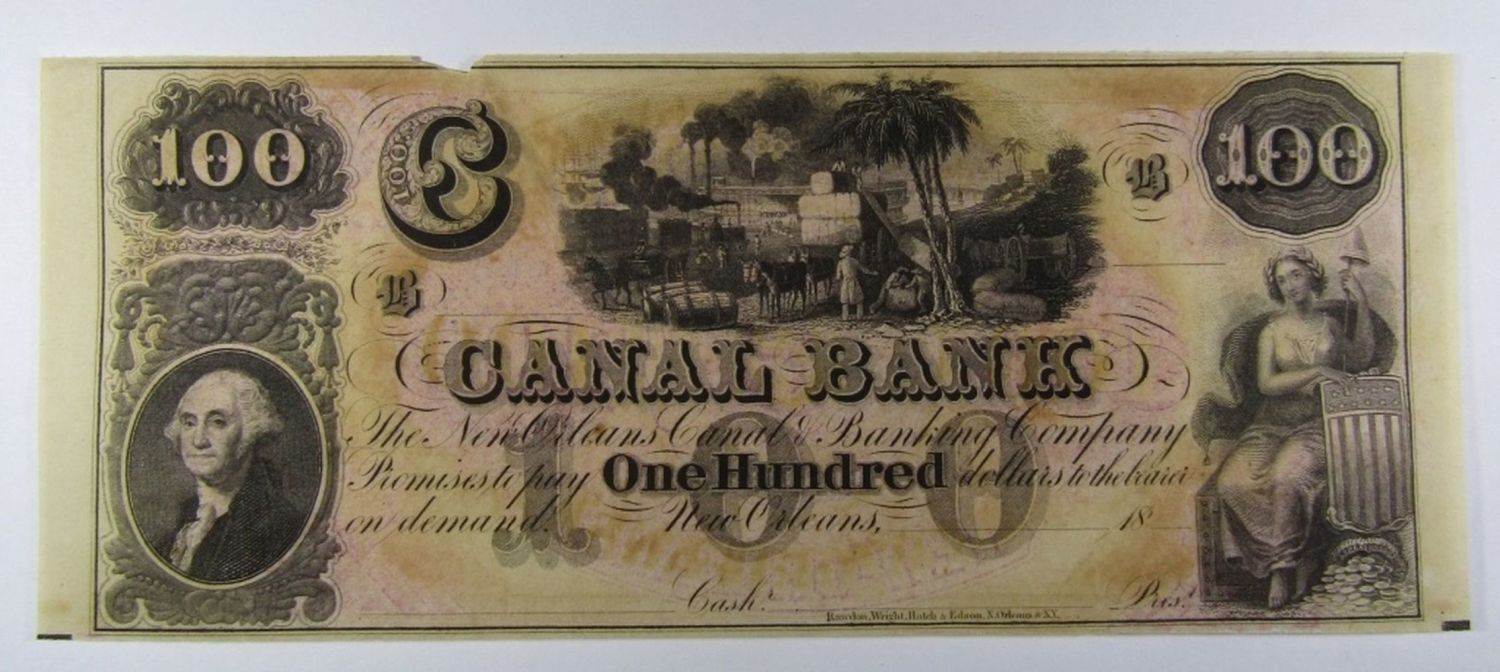 100
C
100
100
B
B
CANAL BANK
The New Orleans Canal & Banking Company
Promises to pay One Hundred dollars to the bearer
on demand. New Orleans, 18
100
Cash.r Pres.t
Rawdon, Wright, Hatch & Edson, N. Orleans & N.Y.